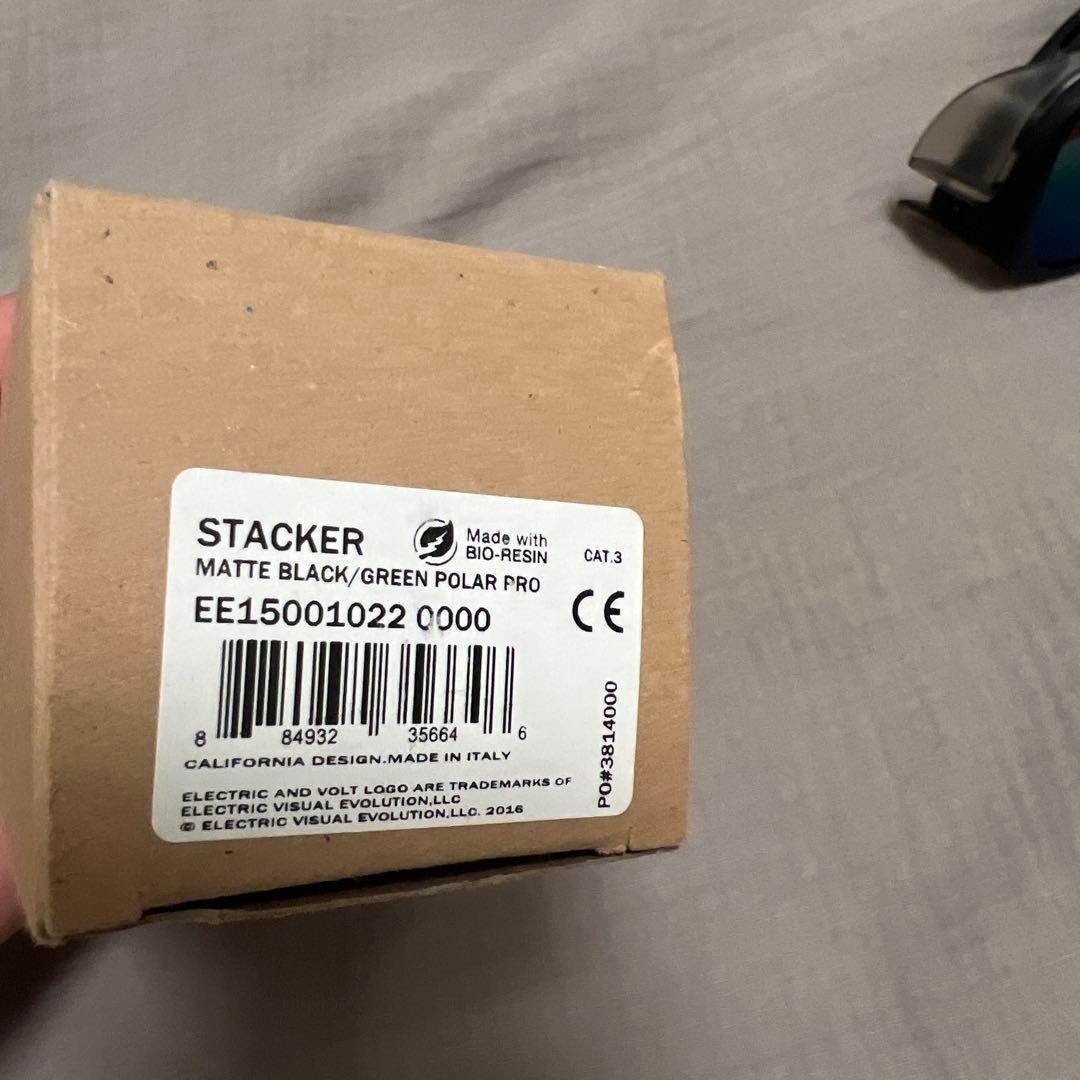 STACKER
Made with
BIO-RESIN
CAT.3
MATTE BLACK/GREEN POLAR PRO
EE15001022 0000
CE
8 84932 35664 6
CALIFORNIA DESIGN.MADE IN ITALY
ELECTRIC AND VOLT LOGO ARE TRADEMARKS OF
ELECTRIC VISUAL EVOLUTION,LLC
© ELECTRIC VISUAL EVOLUTION,LLC. 2016
PO#3814000